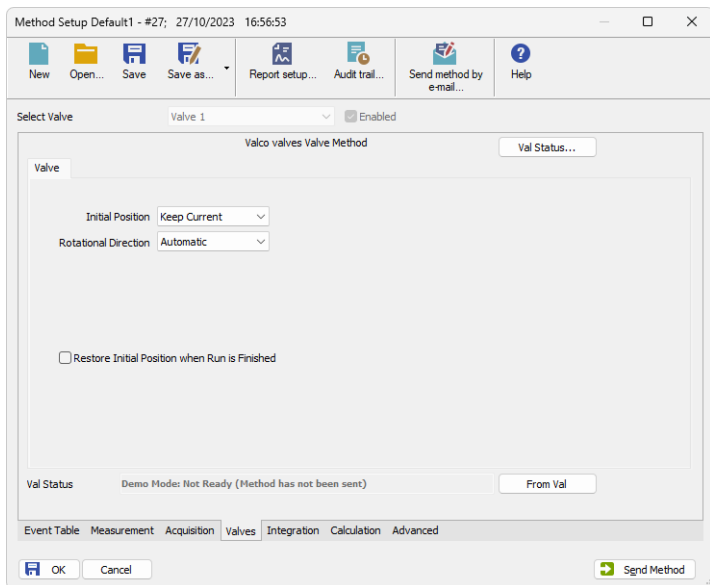 Method Setup Default1 - #27; 27/10/2023 16:56:53
New Open... Save Save as... Report setup... Audit trail... Send method by e-mail... Help
Select Valve Valve 1 Enabled
Valco valves Valve Method Val Status...
Valve
Initial Position Keep Current
Rotational Direction Automatic
Restore Initial Position when Run is Finished
Val Status Demo Mode: Not Ready (Method has not been sent) From Val
Event Table Measurement Acquisition Valves Integration Calculation Advanced
OK Cancel Send Method